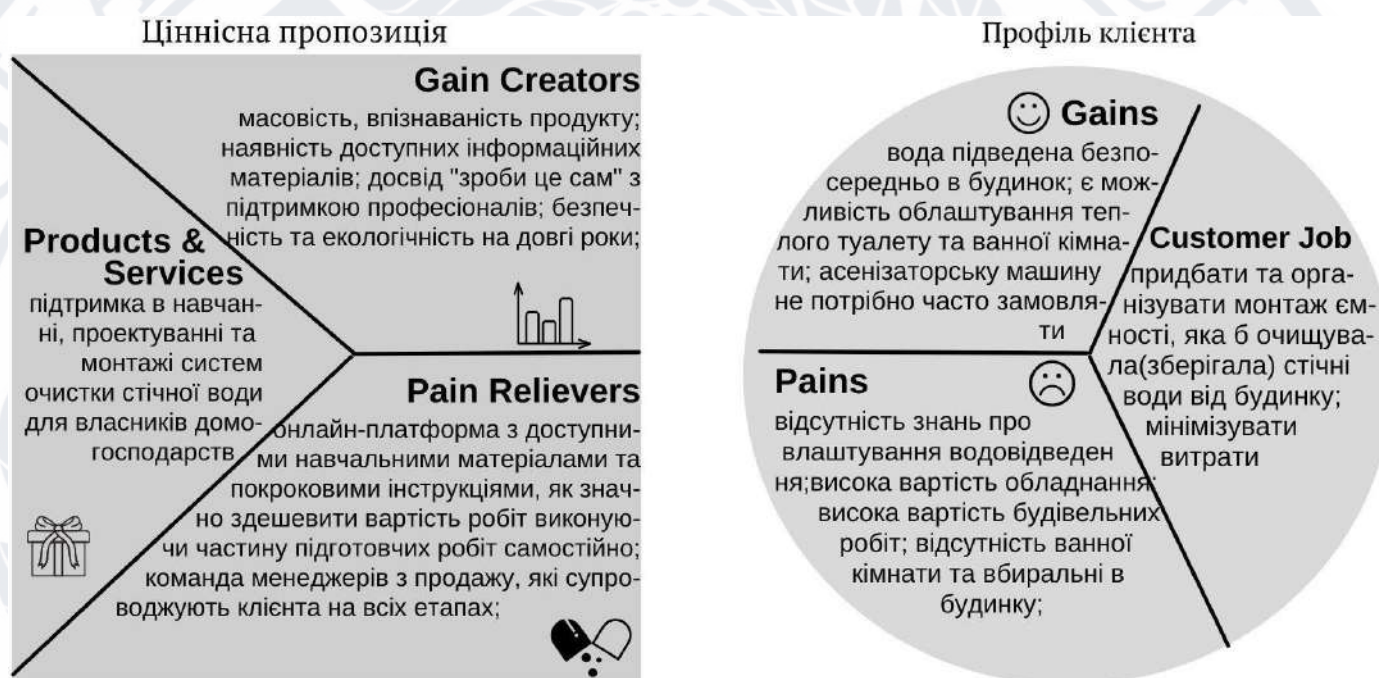 Ціннісна пропозиція
Gain Creators
масовість, впізнаваність продукту;
наявність доступних інформаційних
матеріалів; досвід "зроби це сам" з
підтримкою професіоналів; безпеч-
ність та екологічність на довгі роки;
Products &
Services
підтримка в навчан-
ні, проектуванні та
монтажі систем
очистки стічної води
для власників домо-
господарств
Pain Relievers
онлайн-платформа з доступни-
ми навчальними матеріалами та
покроковими інструкціями, як знач-
но здешевити вартість робіт виконую-
чи частину підготовчих робіт самостійно;
команда менеджерів з продажу, які супро-
воджують клієнта на всіх етапах;
Профіль клієнта
Gains
вода підведена безпо-
середньо в будинок; є мож-
ливість облаштування теп-
лого туалету та ванної кімна-
ти; асенізаторську машину
не потрібно часто замовля-
ти
Customer Job
придбати та орга-
нізувати монтаж єм-
ності, яка б очищува-
ла(зберігала) стічні
води від будинку;
мінімізувати
витрати
Pains
відсутність знань про
влаштування водовідведен
ня;висока вартість обладнання;
висока вартість будівельних
робіт; відсутність ванної
кімнати та вбиральні в
будинку;